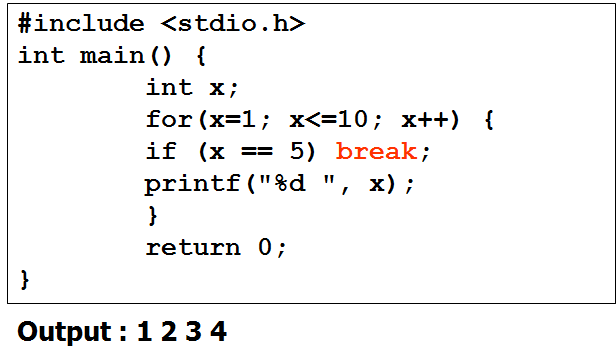 #include <stdio.h>
int main() {
int x;
for(x=1; x<=10; x++) {
if (x == 5) break;
printf("%d ", x);
}
return 0;
}
Output : 1 2 3 4